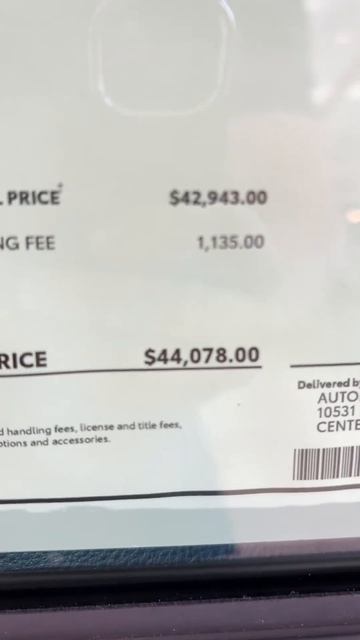 PRICE* $42,943.00
NG FEE 1,135.00
RICE $44,078.00
d handling fees, license and title fees,
ptions and accessories.
Delivered b
AUTO
10531
CENTE